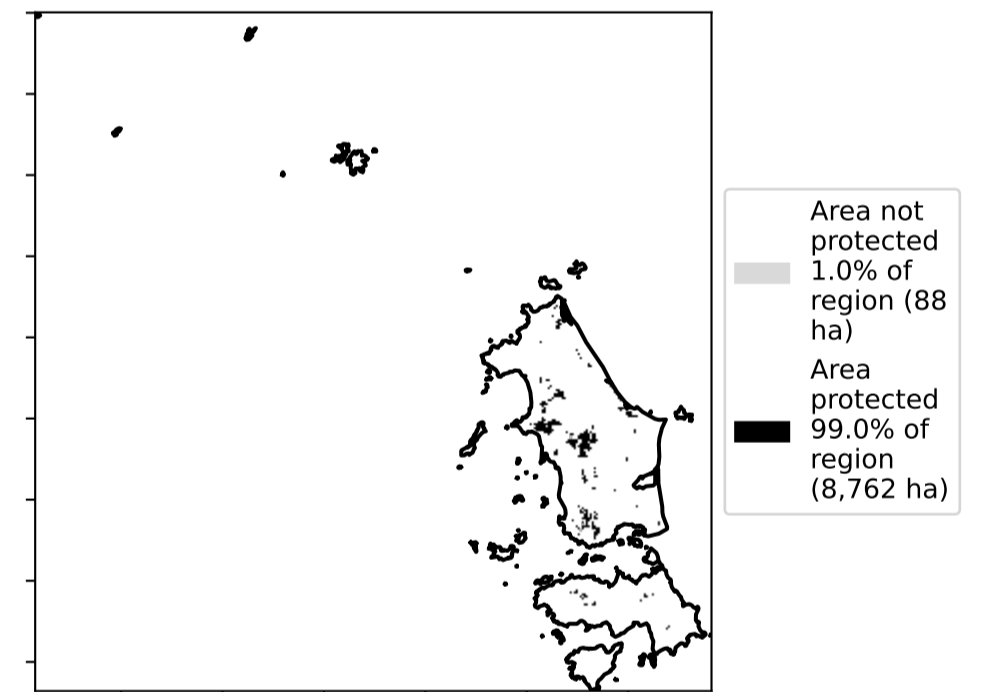 Area not
protected
1.0% of
region (88
ha)
Area
protected
99.0% of
region
(8,762 ha)